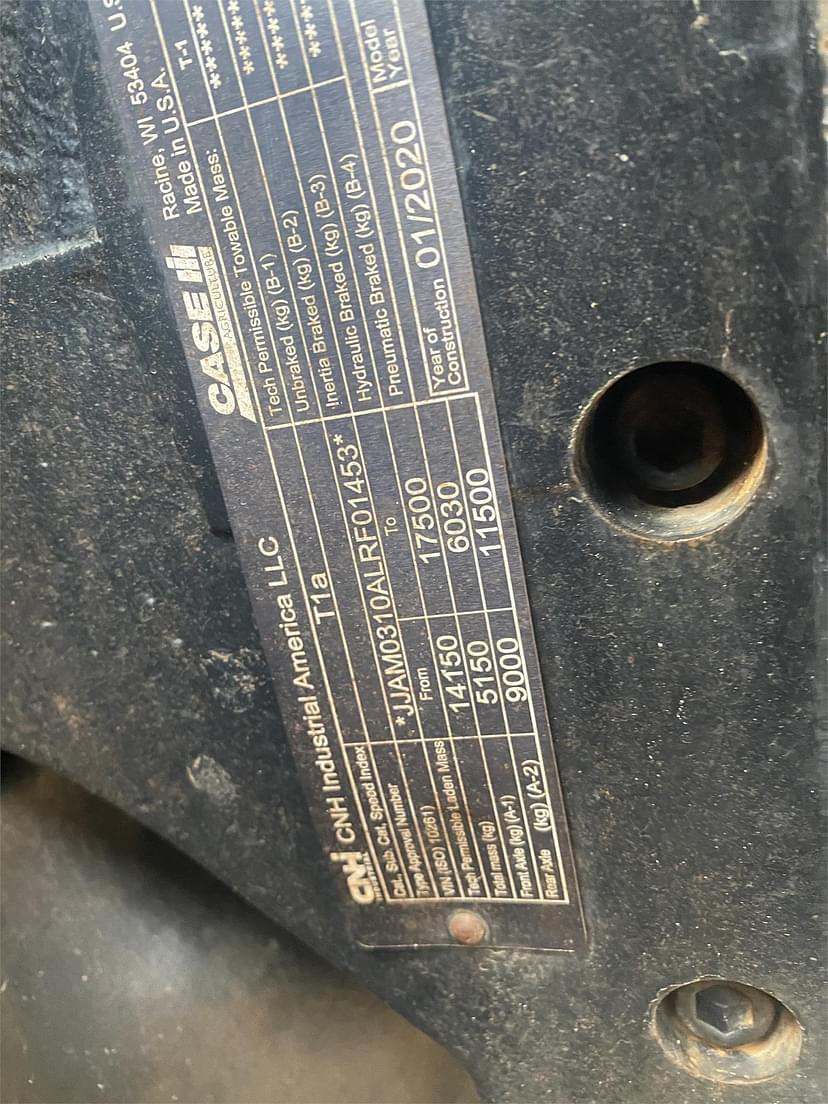 CNH INDUSTRIAL CNH Industrial America LLC
CASE IH AGRICULTURE
Racine, WI 53404 U.S
Made in U.S.A.
Cat, Sub Cat, Speed Index T1a
Type Approval Number
VIN (ISO) 10261) *JJAM0310ALRF01453*
Tech Permissible Laden Mass From To
Total mass (kg) 14150 17500
Front Axle (kg) (A-1) 5150 6030
Rear Axle (kg) (A-2) 9000 11500
Tech Permissible Towable Mass: T-1
Unbraked (kg) (B-1) ****
Inertia Braked (kg) (B-2) ****
Hydraulic Braked (kg) (B-3) ****
Pneumatic Braked (kg) (B-4) ****
Year of Construction 01/2020
Model Year